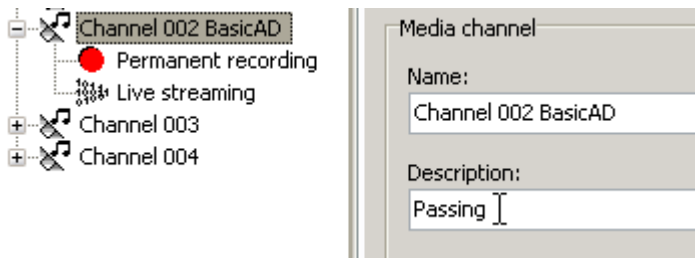 Channel 002 BasicAD
Permanent recording
Live streaming
Channel 003
Channel 004
Media channel
Name:
Channel 002 BasicAD
Description:
Passing